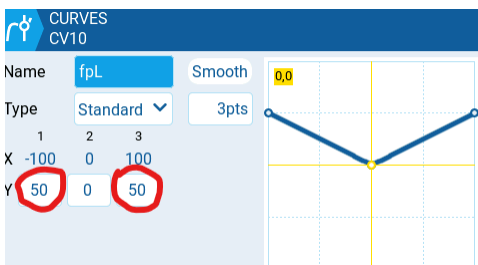 CURVES
CV10
Name fpL Smooth
Type Standard 3pts
1 2 3
X -100 0 100
Y 50 0 50
0,0